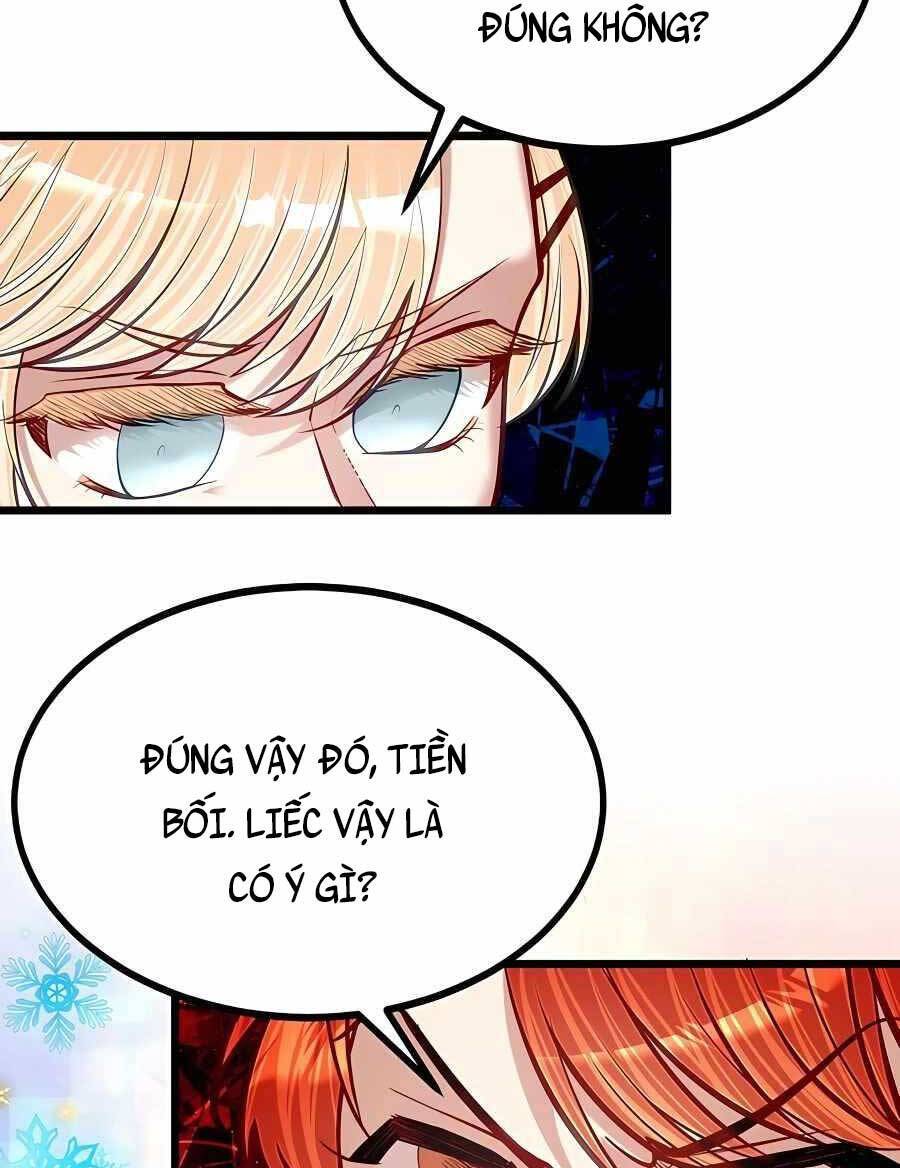 ĐÚNG KHÔNG?
ĐÚNG VẬY ĐÓ, TIỀN
BỐI. LIẾC VẬY LÀ
CÓ Ý GÌ?